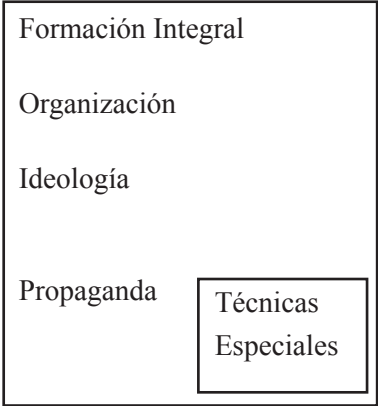 Formación Integral
Organización
Ideología
Propaganda
Técnicas
Especiales